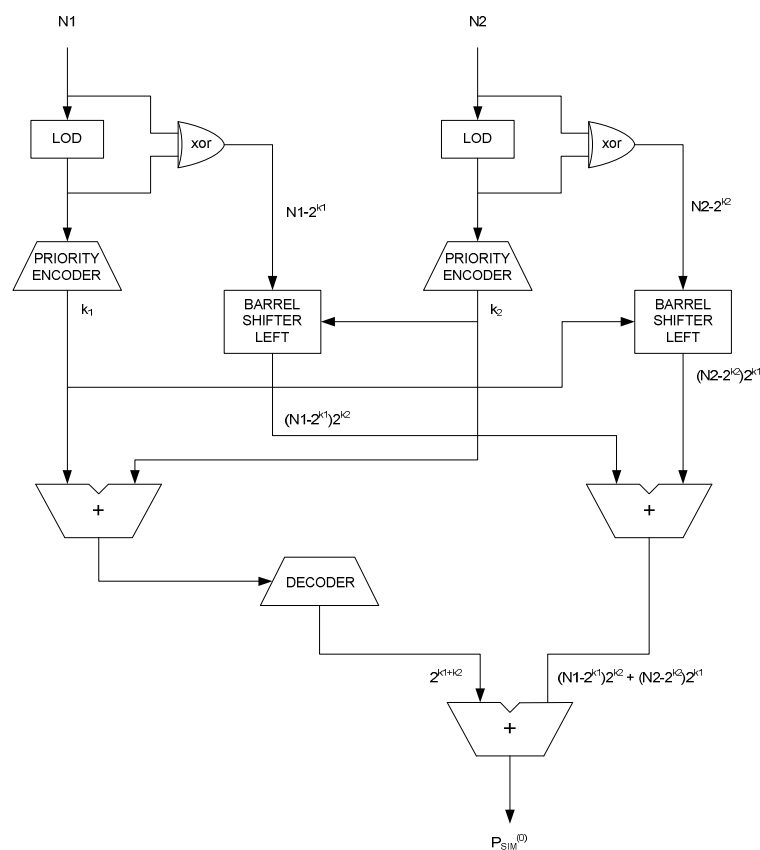 N1
N2
LOD
xor
LOD
xor
N1-2^k1
N2-2^k2
PRIORITY
ENCODER
PRIORITY
ENCODER
BARREL
SHIFTER
LEFT
BARREL
SHIFTER
LEFT
k₁
k₂
(N2-2^k2)2^k1
(N1-2^k1)2^k2
+
+
DECODER
2^k1+k2
(N1-2^k1)2^k2 + (N2-2^k2)2^k1
+
P_SIM^(0)